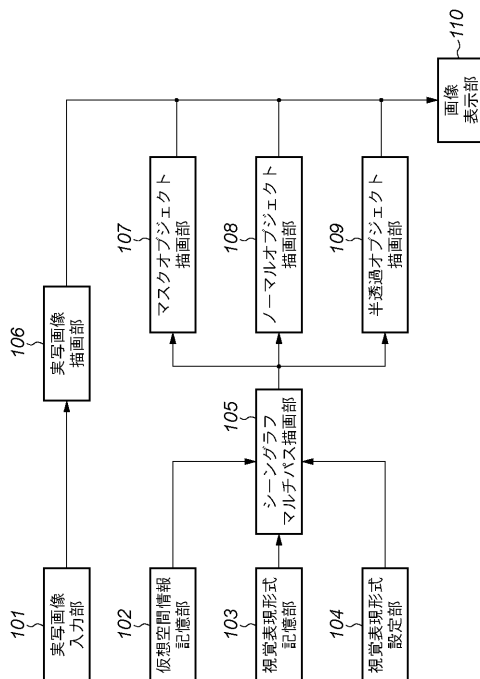 101
実写画像
入力部
102
仮想空間情報
記憶部
103
視覚表現形式
記憶部
104
視覚表現形式
設定部
105
シーングラフ
マルチパス描画部
106
実写画像
描画部
107
マスクオブジェクト
描画部
108
ノーマルオブジェクト
描画部
109
半透過オブジェクト
描画部
110
画像
表示部